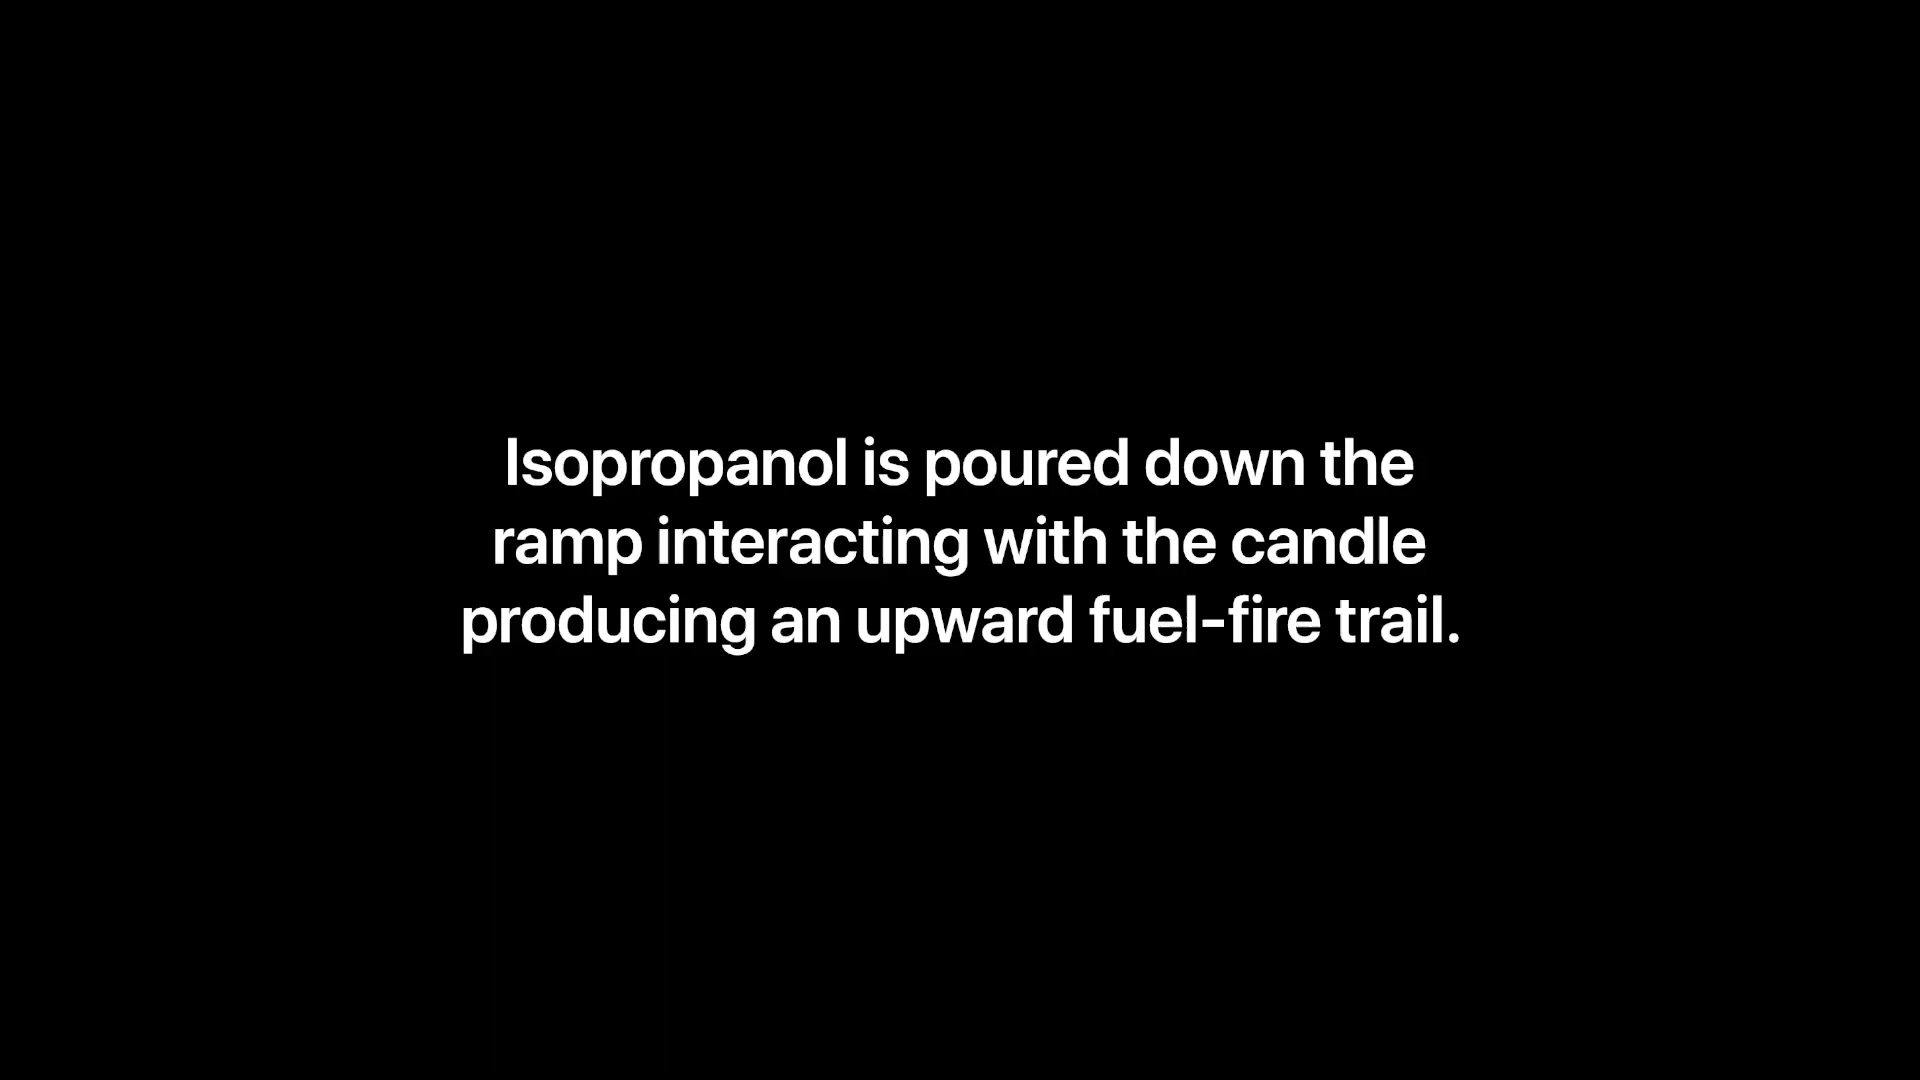 Isopropanol is poured down the
ramp interacting with the candle
producing an upward fuel-fire trail.